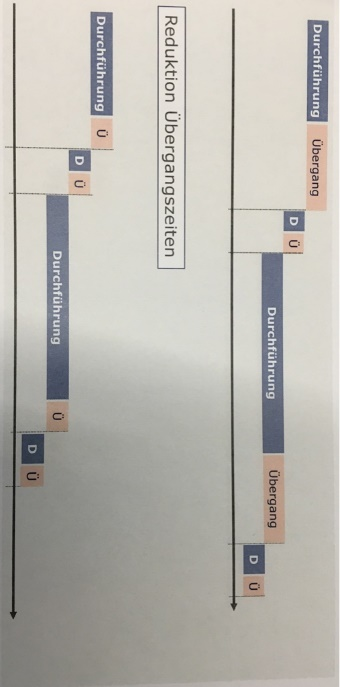 Durchführung Übergang
D Ü
Durchführung Übergang
D Ü
Reduktion Übergangszeiten
Durchführung Ü
D Ü
Durchführung Ü
D Ü